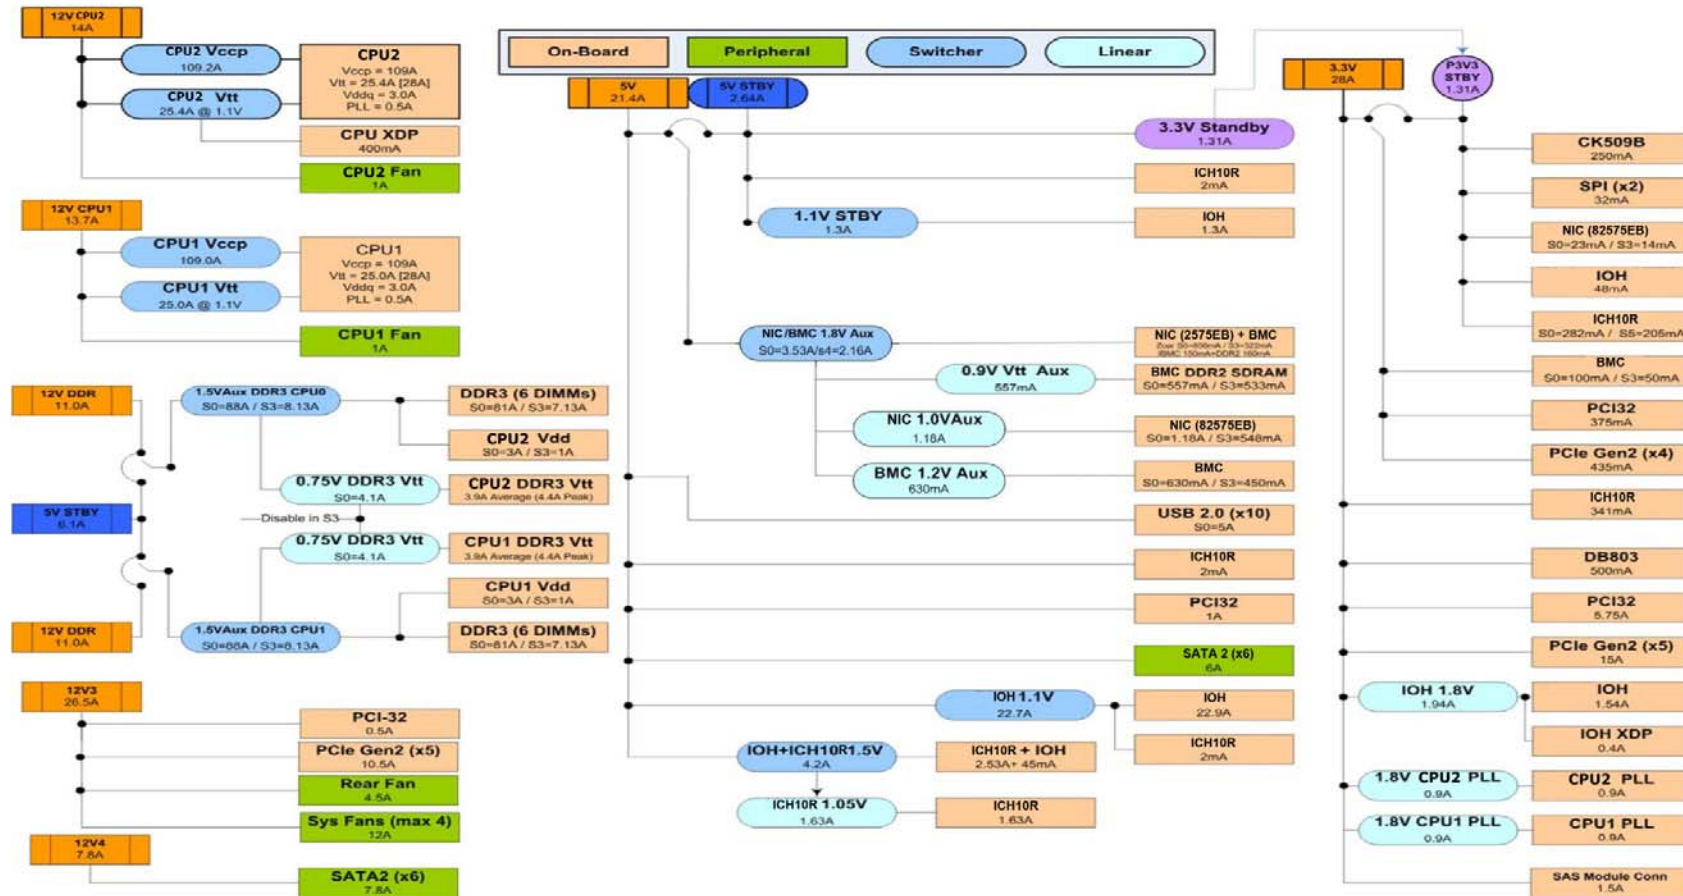 12V CPU2
14A
CPU2 Vccp
109.2A
CPU2 Vtt
25.4A @ 1.1V
CPU2
Vccp = 109A
Vtt = 25.4A [28A]
Vddq = 3.0A
PLL = 0.5A
CPU XDP
400mA
CPU2 Fan
1A
12V CPU1
13.7A
CPU1 Vccp
109.0A
CPU1 Vtt
25.0A @ 1.1V
CPU1
Vccp = 109A
Vtt = 25.0A [28A]
Vddq = 3.0A
PLL = 0.5A
CPU1 Fan
1A
12V DDR
11.0A
5V STBY
6.1A
12V DDR
11.0A
1.5VAux DDR3 CPU0
S0=88A / S3=8.13A
0.75V DDR3 Vtt
S0=4.1A
Disable in S3
0.75V DDR3 Vtt
S0=4.1A
1.5VAux DDR3 CPU1
S0=88A / S3=8.13A
DDR3 (6 DIMMs)
S0=81A / S3=7.13A
CPU2 Vdd
S0=3A / S3=1A
CPU2 DDR3 Vtt
3.9A Average (4.4A Peak)
CPU1 DDR3 Vtt
3.9A Average (4.4A Peak)
CPU1 Vdd
S0=3A / S3=1A
DDR3 (6 DIMMs)
S0=81A / S3=7.13A
12V3
26.5A
PCI-32
0.5A
PCIe Gen2 (x5)
10.5A
Rear Fan
4.5A
Sys Fans (max 4)
12A
12V4
7.8A
SATA2 (x6)
7.8A
On-Board
Peripheral
Switcher
Linear
5V
21.4A
5V STBY
2.64A
3.3V Standby
1.31A
ICH10R
2mA
1.1V STBY
1.3A
IOH
1.3A
NIC/BMC 1.8V Aux
S0=3.53A/s4=2.16A
NIC (2575EB) + BMC
0.9V Vtt Aux
557mA
BMC DDR2 SDRAM
S0=557mA / S3=533mA
NIC 1.0VAux
1.18A
NIC (82575EB)
S0=1.18A / S3=548mA
BMC 1.2V Aux
630mA
BMC
S0=630mA / S3=450mA
USB 2.0 (x10)
S0=5A
ICH10R
2mA
PCI32
1A
SATA 2 (x6)
6A
IOH 1.1V
22.7A
IOH
22.9A
ICH10R
2mA
IOH+ICH10R1.5V
4.2A
ICH10R + IOH
2.53A+ 45mA
ICH10R 1.05V
1.63A
ICH10R
1.63A
3.3V
28A
P3V3
STBY
1.31A
CK509B
250mA
SPI (x2)
32mA
NIC (82575EB)
S0=23mA / S3=14mA
IOH
48mA
ICH10R
S0=282mA / S5=205mA
BMC
S0=100mA / S3=50mA
PCI32
375mA
PCIe Gen2 (x4)
435mA
ICH10R
341mA
DB803
500mA
PCI32
5.75A
PCIe Gen2 (x5)
15A
IOH 1.8V
1.94A
IOH
1.54A
IOH XDP
0.4A
1.8V CPU2 PLL
0.9A
CPU2 PLL
0.9A
1.8V CPU1 PLL
0.9A
CPU1 PLL
0.9A
SAS Module Conn
1.5A